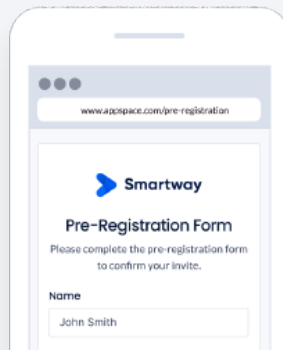 www.appspace.com/pre-registration
Smartway
Pre-Registration Form
Please complete the pre-registration form
to confirm your invite.
Name
John Smith